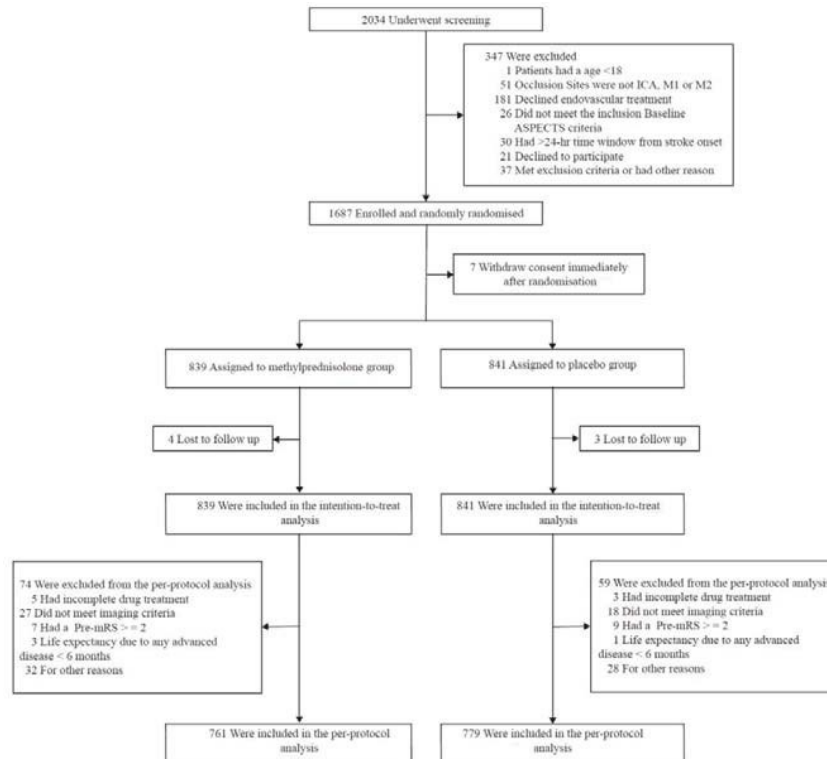 2034 Underwent screening
347 Were excluded
1 Patients had a age <18
51 Occlusion Sites were not ICA, M1 or M2
181 Declined endovascular treatment
26 Did not meet the inclusion Baseline
ASPECTS criteria
30 Had >24-hr time window from stroke onset
21 Declined to participate
37 Met exclusion criteria or had other reason
1687 Enrolled and randomly randomised
7 Withdraw consent immediately
after randomisation
839 Assigned to methylprednisolone group
841 Assigned to placebo group
4 Lost to follow up
3 Lost to follow up
839 Were included in the intention-to-treat
analysis
841 Were included in the intention-to-treat
analysis
74 Were excluded from the per-protocol analysis
5 Had incomplete drug treatment
27 Did not meet imaging criteria
7 Had a Pre-mRS > = 2
3 Life expectancy due to any advanced
disease < 6 months
32 For other reasons
59 Were excluded from the per-protocol analysis
3 Had incomplete drug treatment
18 Did not meet imaging criteria
9 Had a Pre-mRS > = 2
1 Life expectancy due to any advanced
disease < 6 months
28 For other reasons
761 Were included in the per-protocol
analysis
779 Were included in the per-protocol
analysis